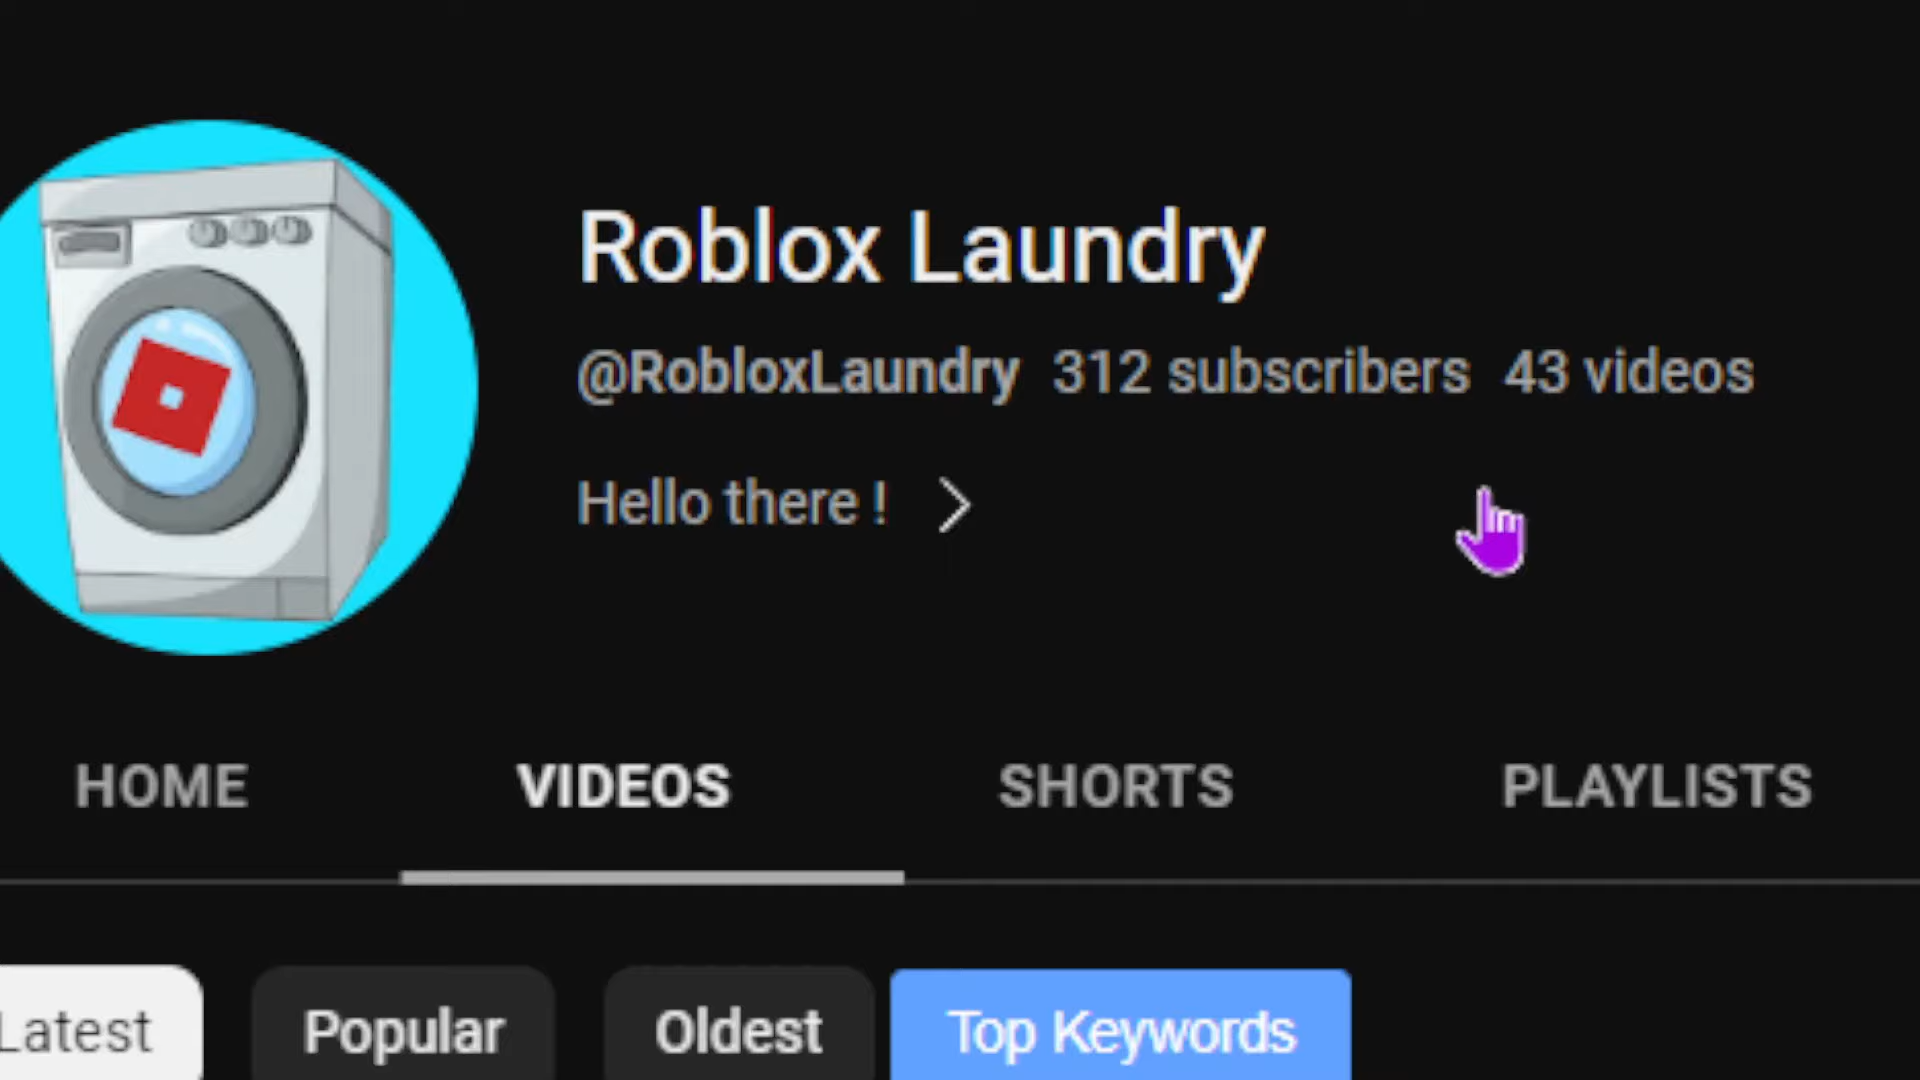 Roblox Laundry
@RobloxLaundry 312 subscribers 43 videos
Hello there !
HOME VIDEOS SHORTS PLAYLISTS
Latest Popular Oldest Top Keywords